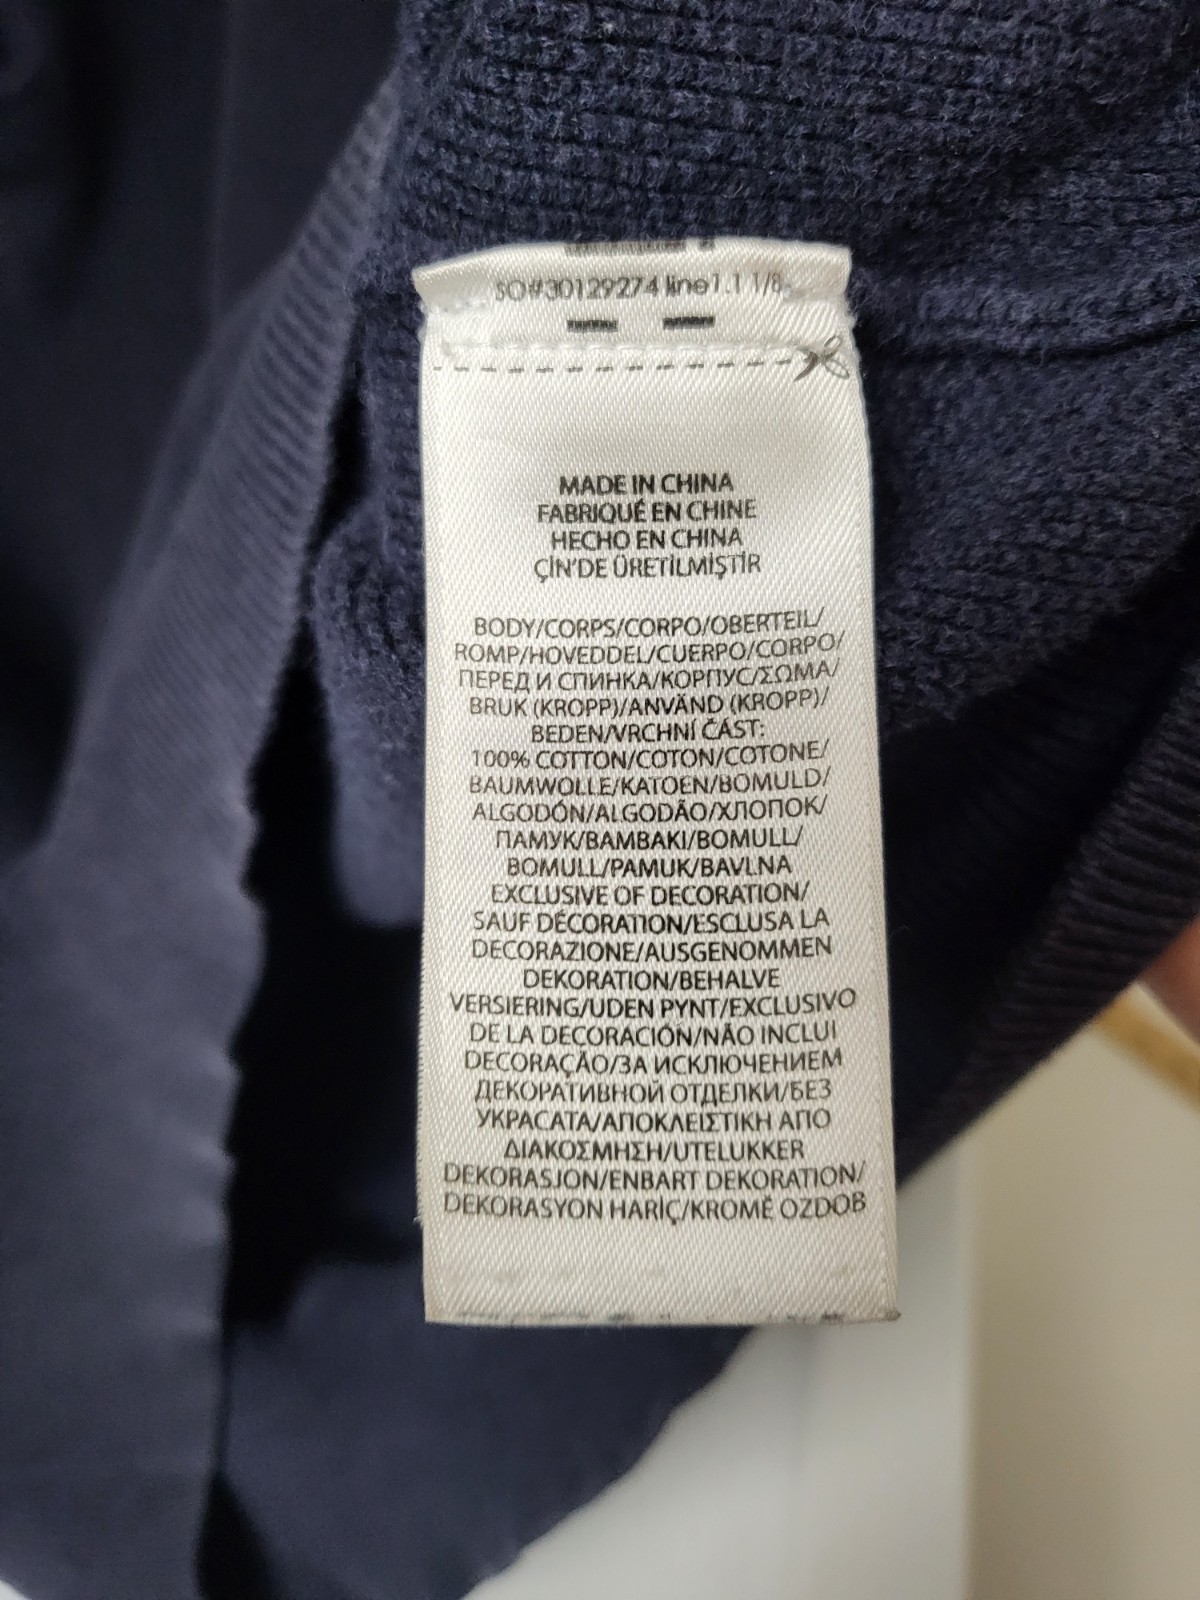 SO#30129274 line1.1 1/8
MADE IN CHINA
FABRIQUÉ EN CHINE
HECHO EN CHINA
ÇİN'DE ÜRETİLMİŞTİR
BODY/CORPS/CORPO/OBERTEIL/
ROMP/HOVEDDEL/CUERPO/CORPO/
ПЕРЕД И СПИНКА/КОРПУС/ΣΩΜΑ/
BRUK (KROPP)/ANVÄND (KROPP)/
BEDEN/VRCHNÍ ČÁST:
100% COTTON/COTON/COTONE/
BAUMWOLLE/KATOEN/BOMULD/
ALGODÓN/ALGODÃO/ХЛОПОК/
ПАМУК/ΒΑΜΒΑΚΙ/BOMULL/
BOMULL/PAMUK/BAVLNA
EXCLUSIVE OF DECORATION/
SAUF DÉCORATION/ESCLUSA LA
DECORAZIONE/AUSGENOMMEN
DEKORATION/BEHALVE
VERSIERING/UDEN PYNT/EXCLUSIVO
DE LA DECORACIÓN/NÃO INCLUI
DECORAÇÃO/ЗА ИСКЛЮЧЕНИЕМ
ДЕКОРАТИВНОЙ ОТДЕЛКИ/БЕЗ
УКРАСАТА/ΑΠΟΚΛΕΙΣΤΙΚΗ ΑΠΟ
ΔΙΑΚΟΣΜΗΣΗ/UTELUKKER
DEKORASJON/ENBART DEKORATION/
DEKORASYON HARİÇ/KROMĚ OZDOB